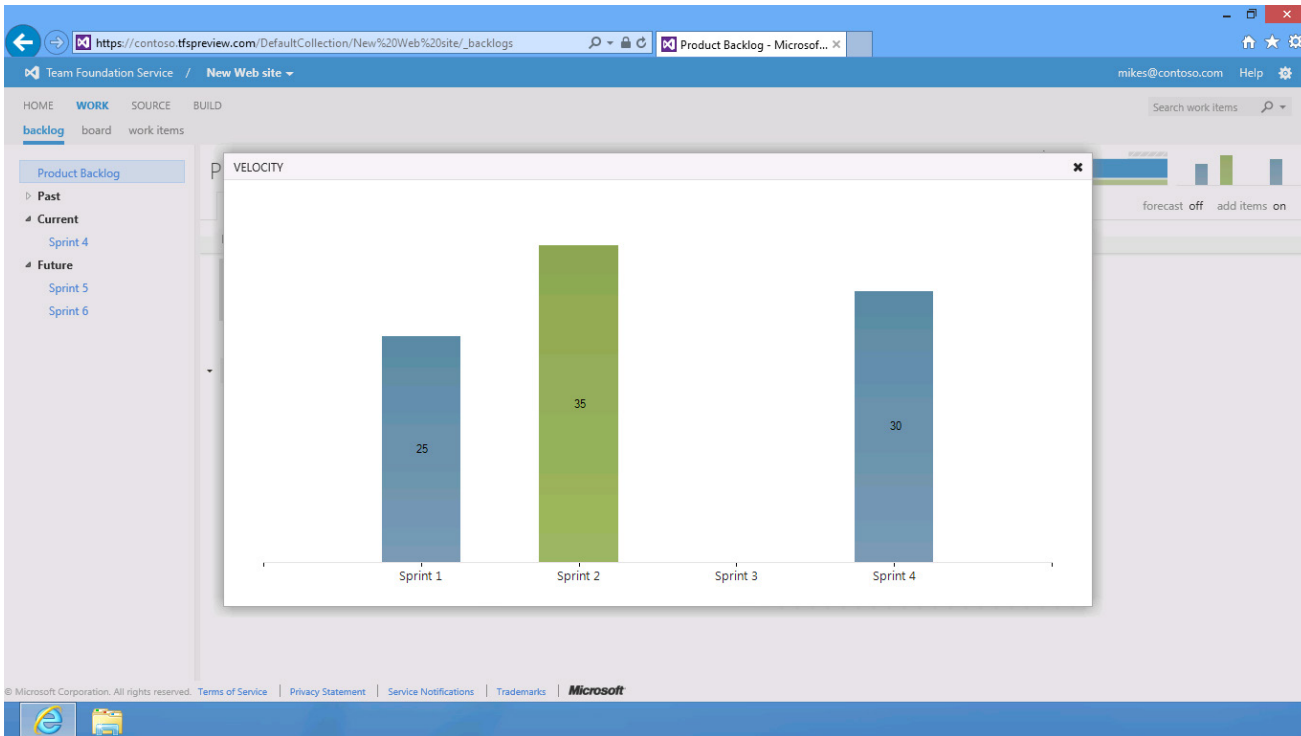 https://contoso.tfspreview.com/DefaultCollection/New%20Web%20site/_backlogs
Product Backlog - Microsof...
Team Foundation Service / New Web site
mikes@contoso.com Help
HOME WORK SOURCE BUILD
Search work items
backlog board work items
Product Backlog
P
VELOCITY
Past
forecast off add items on
Current
Sprint 4
Future
Sprint 5
Sprint 6
35
30
25
Sprint 1 Sprint 2 Sprint 3 Sprint 4
© Microsoft Corporation. All rights reserved. Terms of Service | Privacy Statement | Service Notifications | Trademarks | Microsoft